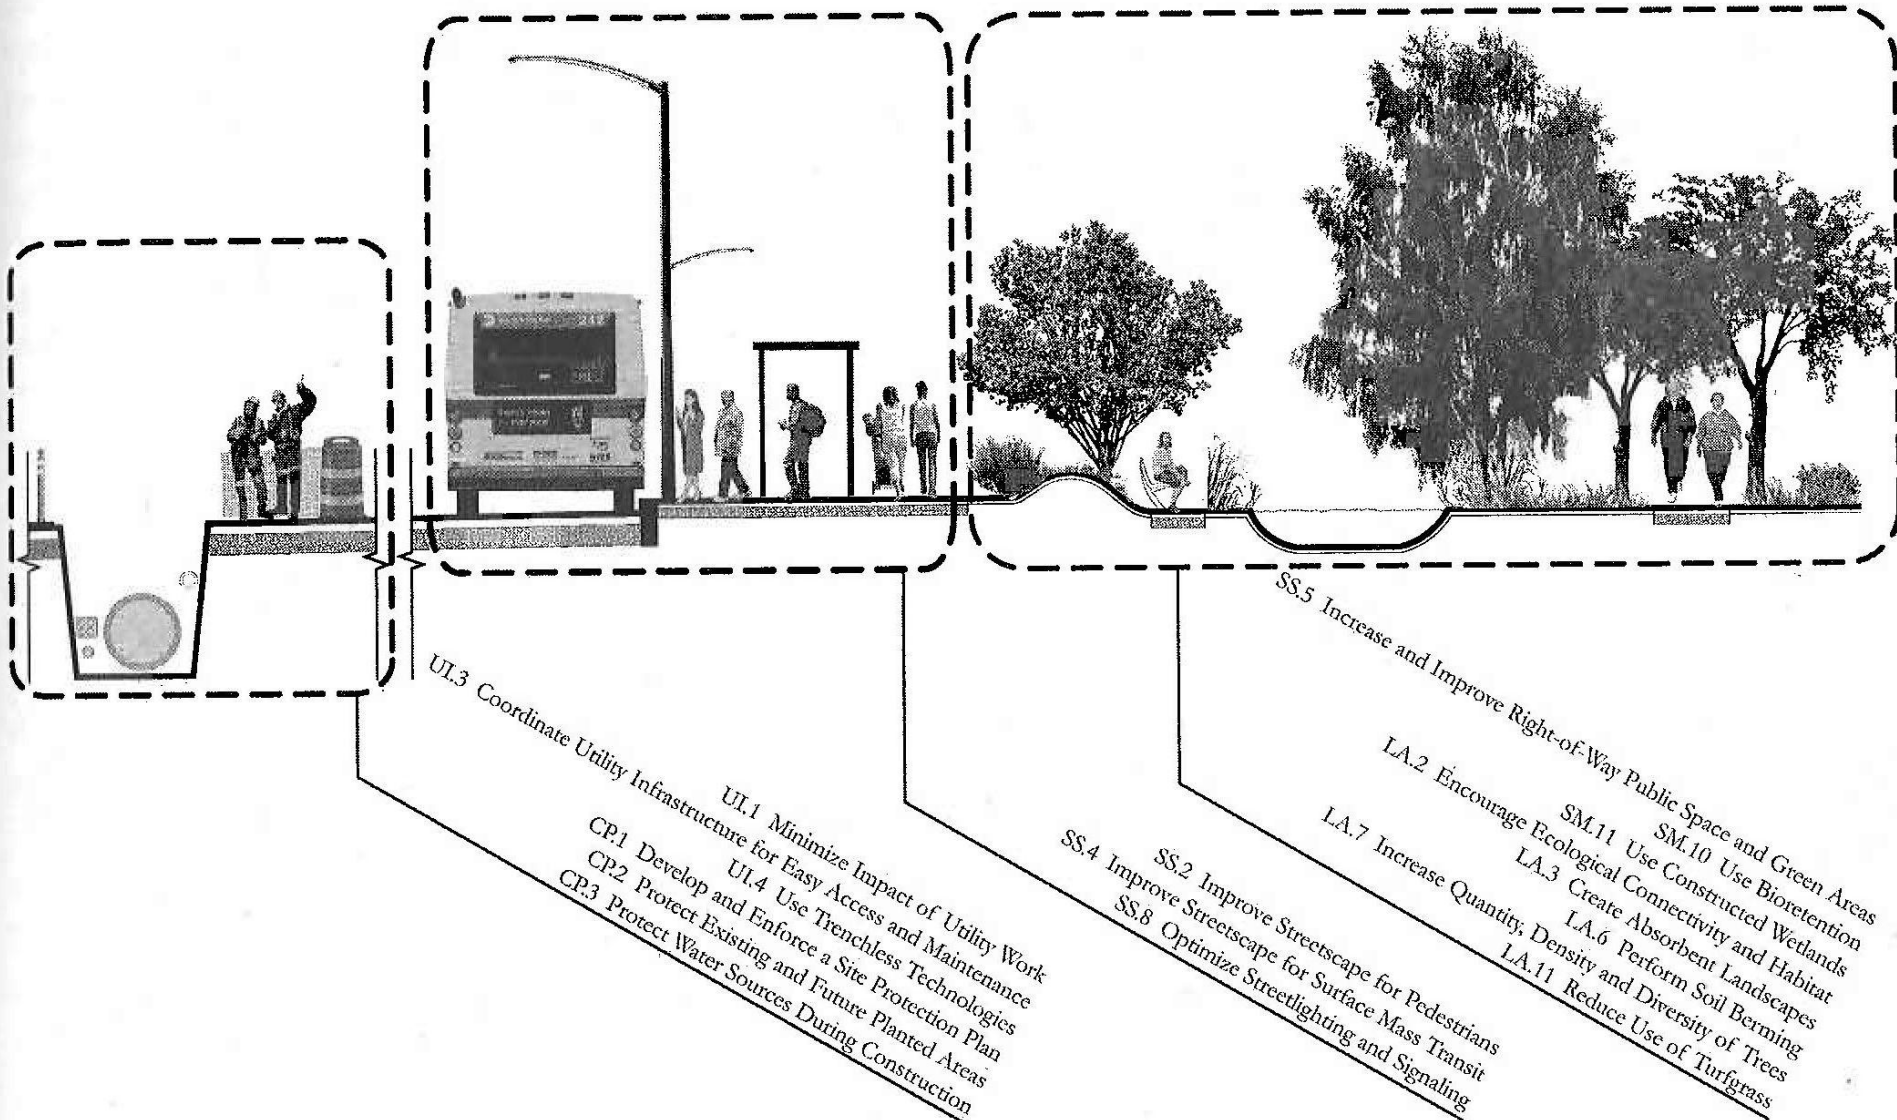 UI.1 Minimize Impact of Utility Work
UI.3 Coordinate Utility Infrastructure for Easy Access and Maintenance
UI.4 Use Trenchless Technologies
CP.1 Develop and Enforce a Site Protection Plan
CP.2 Protect Existing and Future Planted Areas
CP.3 Protect Water Sources During Construction
SS.2 Improve Streetscape for Pedestrians
SS.4 Improve Streetscape for Surface Mass Transit
SS.8 Optimize Streetlighting and Signaling
SS.5 Increase and Improve Right-of-Way Public Space and Green Areas
SM.10 Use Bioretention
SM.11 Use Constructed Wetlands
LA.2 Encourage Ecological Connectivity and Habitat
LA.3 Create Absorbent Landscapes
LA.6 Perform Soil Berming
LA.7 Increase Quantity, Density and Diversity of Trees
LA.11 Reduce Use of Turfgrass